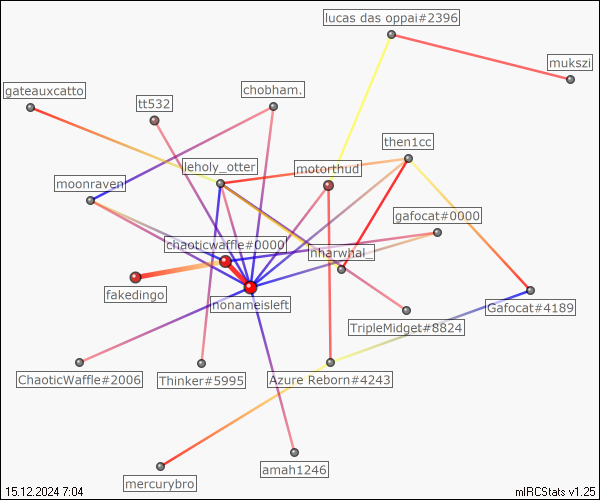 lucas das oppai#2396
mukszi
gateauxcatto
tt532
chobham.
then1cc
leholy_otter
motorthud
moonraven
gafocat#0000
chaoticwaffle#0000
nharwhal_
fakedingo
nonameisleft
Gafocat#4189
TripleMidget#8824
ChaoticWaffle#2006
Thinker#5995
Azure Reborn#4243
amah1246
mercurybro
15.12.2024 7:04
mIRCStats v1.25